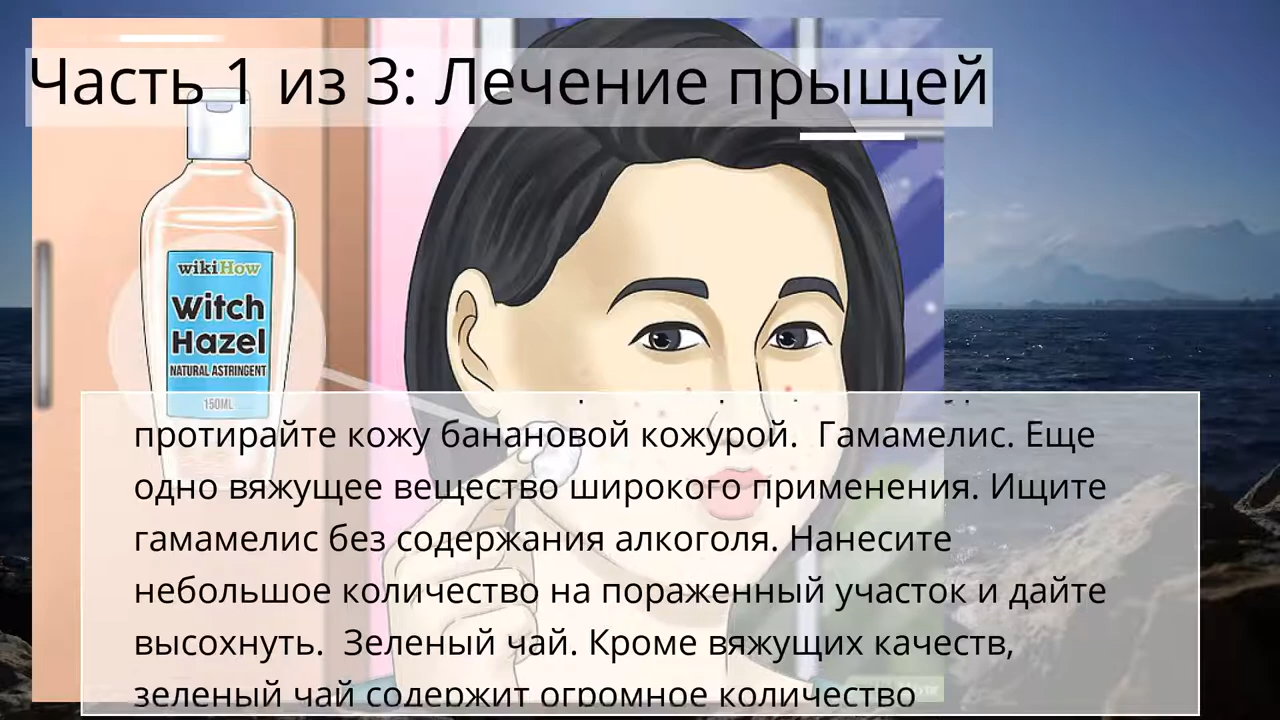 Часть 1 из 3: Лечение прыщей
wikiHow
Witch
Hazel
NATURAL ASTRINGENT
150ML
протирайте кожу банановой кожурой.  Гамамелис. Еще
одно вяжущее вещество широкого применения. Ищите
гамамелис без содержания алкоголя. Нанесите
небольшое количество на пораженный участок и дайте
высохнуть.  Зеленый чай. Кроме вяжущих качеств,
зеленый чай содержит огромное количество